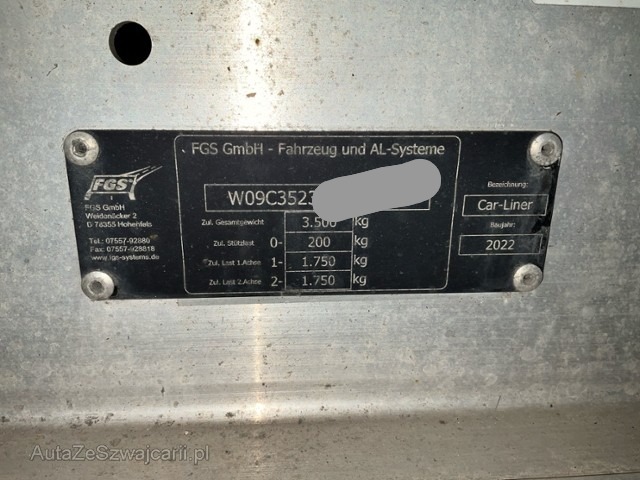 FGS
FGS GmbH
Weidenäcker 2
D 78355 Hohenfels
Tel.: 07557-92880
Fax: 07557-928818
www.fgs-systeme.de
FGS GmbH - Fahrzeug und AL-Systeme
W09C3523
Zul. Gesamtgewicht 3.500 kg
Zul. Stützlast 0- 200 kg
Zul. Last 1.Achse 1- 1.750 kg
Zul. Last 2.Achse 2- 1.750 kg
Bezeichnung:
Car-Liner
Baujahr:
2022
AutaZeSzwajcarii.pl